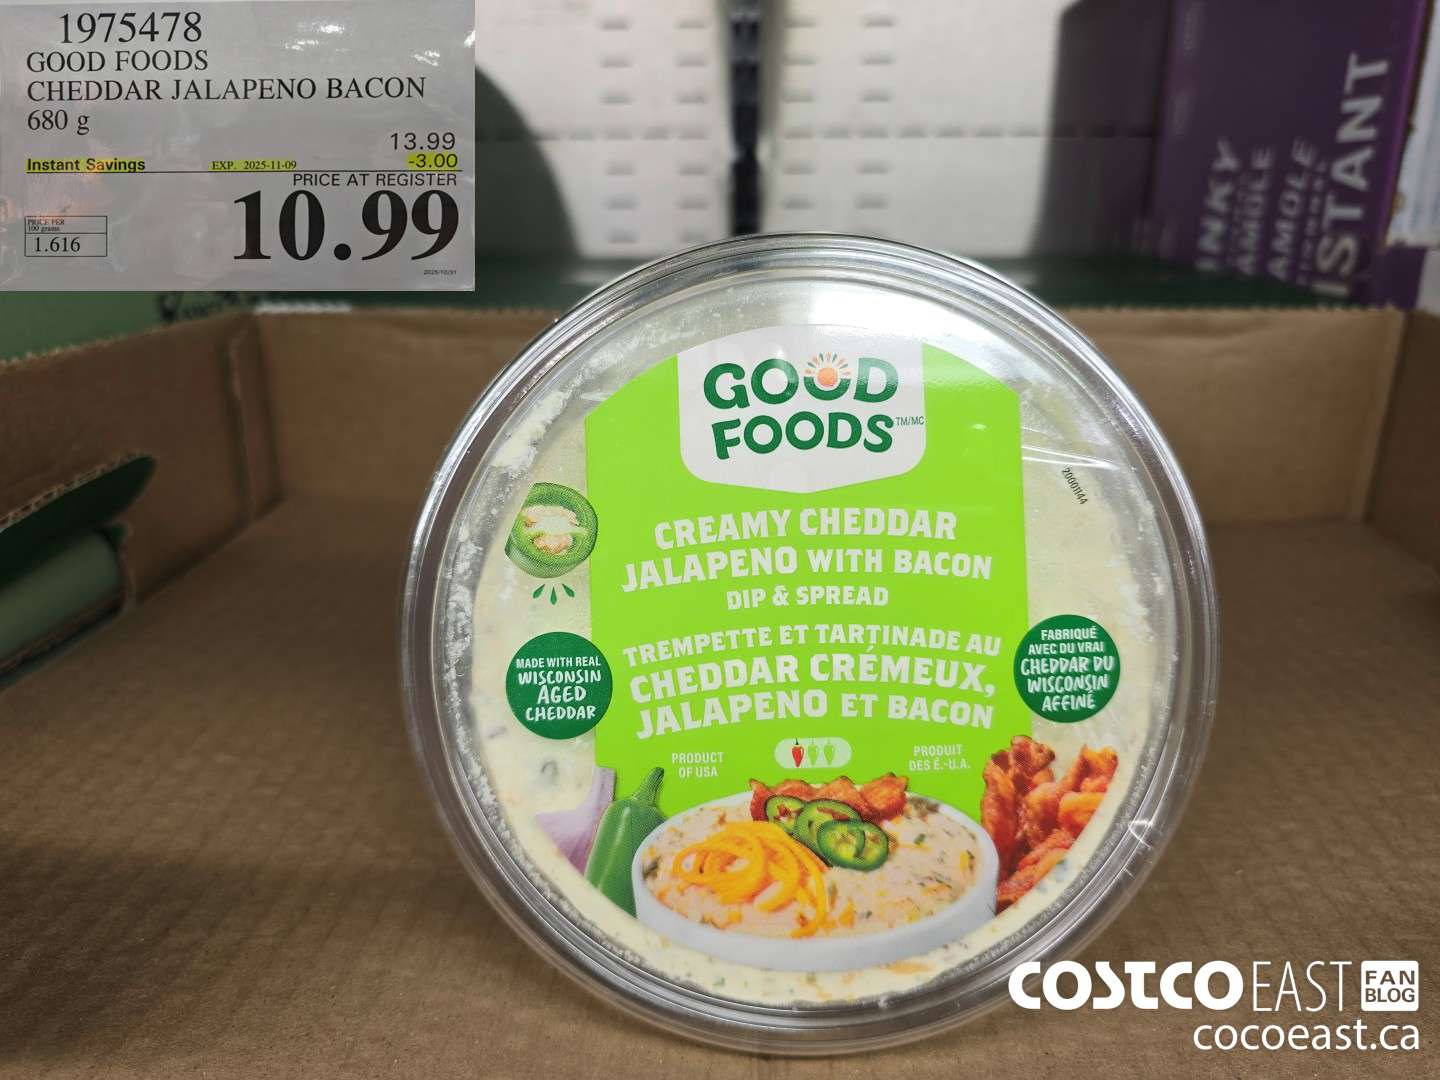 1975478
GOOD FOODS
CHEDDAR JALAPENO BACON
680 g
13.99
Instant Savings EXP. 2025-11-09 -3.00
PRICE AT REGISTER
10.99
PRICE PER
100 grams
1.616
2025/10/31
INSTANT
GOOD
FOODS TM/MC
20001144
CREAMY CHEDDAR
JALAPENO WITH BACON
DIP & SPREAD
TREMPETTE ET TARTINADE AU
CHEDDAR CRÉMEUX,
JALAPENO ET BACON
MADE WITH REAL
WISCONSIN
AGED
CHEDDAR
FABRIQUÉ
AVEC DU VRAI
CHEDDAR DU
WISCONSIN
AFFINÉ
PRODUCT
OF USA
PRODUIT
DES É.-U.A.
COSTCO EAST FAN
BLOG
cocoeast.ca